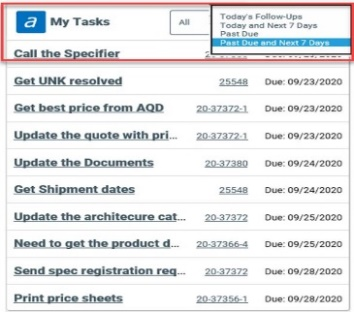 a My Tasks All
Today's Follow-Ups
Today and Next 7 Days
Past Due
Past Due and Next 7 Days
Call the Specifier
Get UNK resolved 25548 Due: 09/23/2020
Get best price from AQD 20-37372-1 Due: 09/23/2020
Update the quote with pri... 20-37372-1 Due: 09/23/2020
Update the Documents 20-37380 Due: 09/24/2020
Get Shipment dates 25548 Due: 09/24/2020
Update the architecure cat... 20-37372 Due: 09/25/2020
Need to get the product d... 20-37366-4 Due: 09/25/2020
Send spec registration req... 20-37372 Due: 09/28/2020
Print price sheets 20-37356-1 Due: 09/28/2020